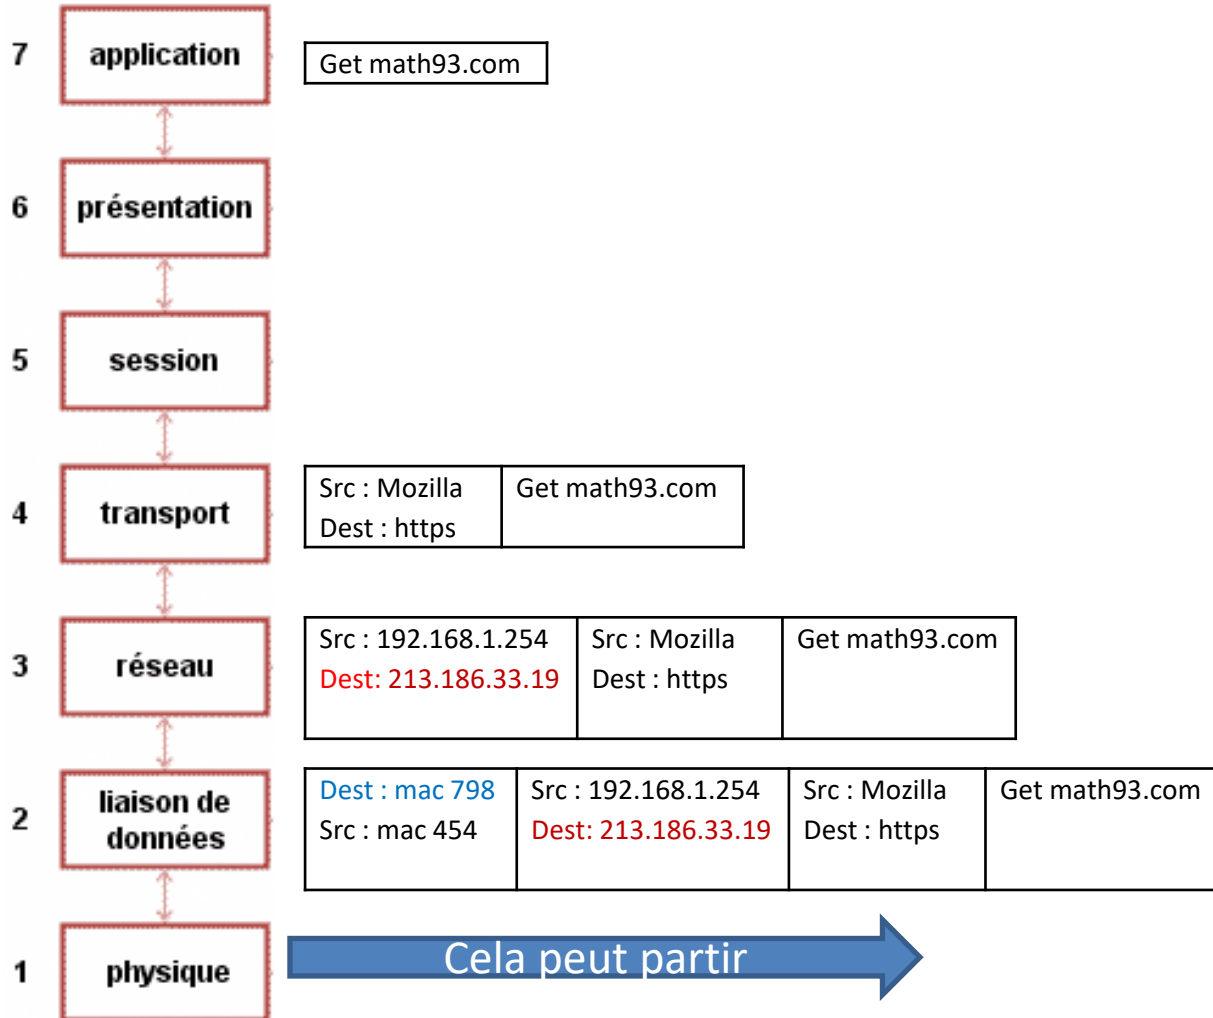 7
application
Get math93.com
6
présentation
5
session
4
transport
Src : Mozilla
Dest : https
Get math93.com
3
réseau
Src : 192.168.1.254
Dest: 213.186.33.19
Src : Mozilla
Dest : https
Get math93.com
2
liaison de
données
Dest : mac 798
Src : mac 454
Src : 192.168.1.254
Dest: 213.186.33.19
Src : Mozilla
Dest : https
Get math93.com
1
physique
Cela peut partir